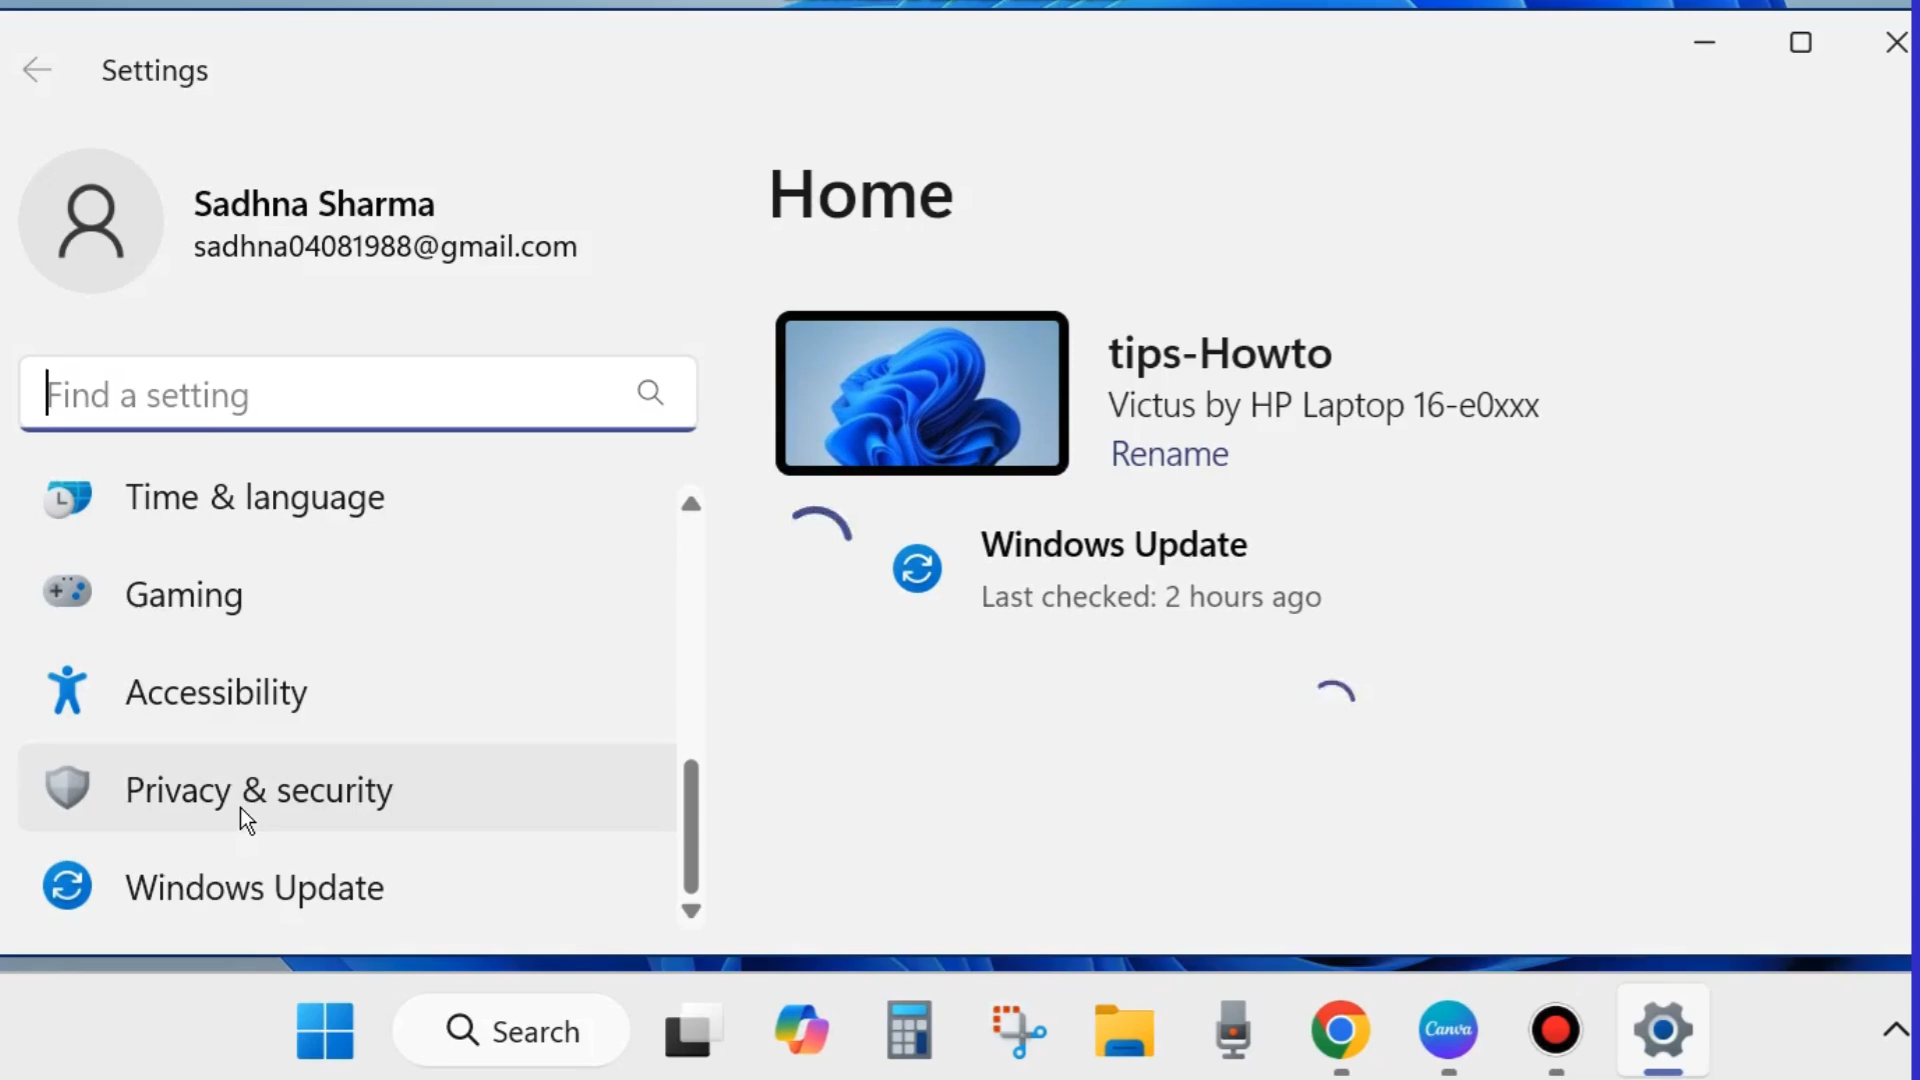 Settings
Sadhna Sharma
sadhna04081988@gmail.com
Find a setting
Time & language
Gaming
Accessibility
Privacy & security
Windows Update
Home
tips-Howto
Victus by HP Laptop 16-e0xxx
Rename
Windows Update
Last checked: 2 hours ago
Search
Canva